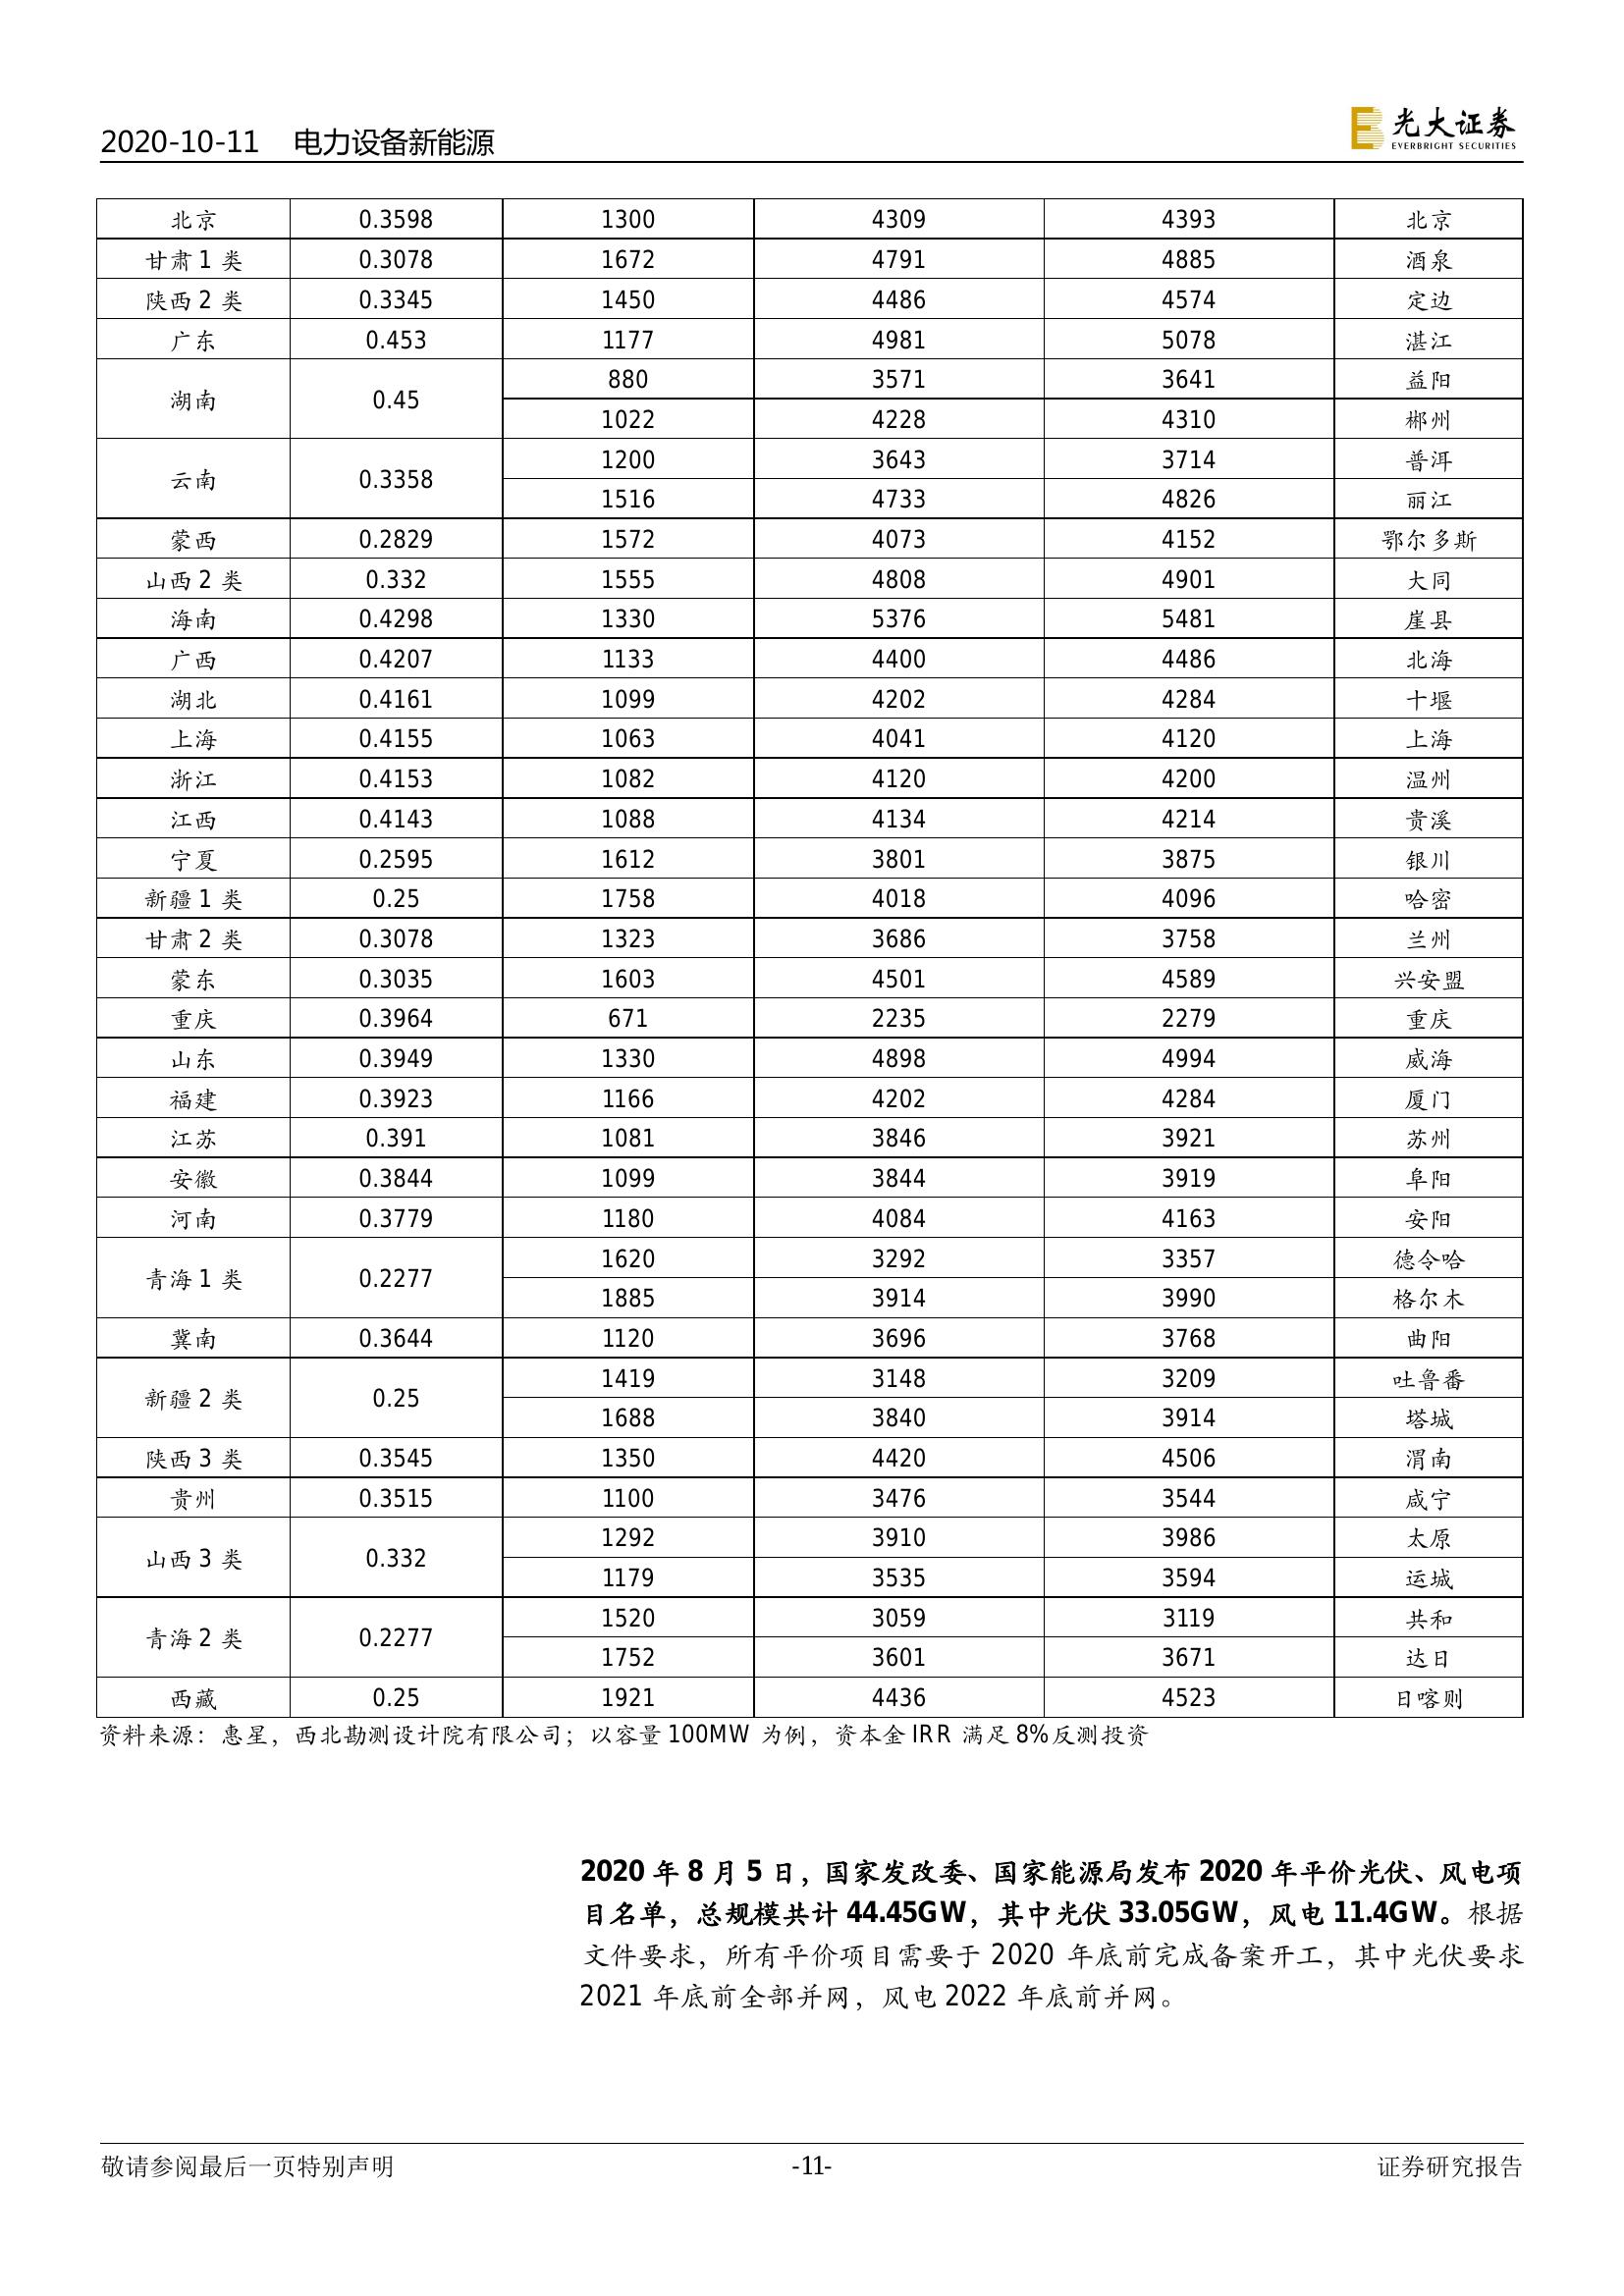 2020-10-11 电力设备新能源
光大证券
EVERBRIGHT SECURITIES
北京 0.3598 1300 4309 4393 北京
甘肃 1 类 0.3078 1672 4791 4885 酒泉
陕西 2 类 0.3345 1450 4486 4574 定边
广东 0.453 1177 4981 5078 湛江
湖南 0.45 880 3571 3641 益阳
1022 4228 4310 郴州
云南 0.3358 1200 3643 3714 普洱
1516 4733 4826 丽江
蒙西 0.2829 1572 4073 4152 鄂尔多斯
山西 2 类 0.332 1555 4808 4901 大同
海南 0.4298 1330 5376 5481 崖县
广西 0.4207 1133 4400 4486 北海
湖北 0.4161 1099 4202 4284 十堰
上海 0.4155 1063 4041 4120 上海
浙江 0.4153 1082 4120 4200 温州
江西 0.4143 1088 4134 4214 贵溪
宁夏 0.2595 1612 3801 3875 银川
新疆 1 类 0.25 1758 4018 4096 哈密
甘肃 2 类 0.3078 1323 3686 3758 兰州
蒙东 0.3035 1603 4501 4589 兴安盟
重庆 0.3964 671 2235 2279 重庆
山东 0.3949 1330 4898 4994 威海
福建 0.3923 1166 4202 4284 厦门
江苏 0.391 1081 3846 3921 苏州
安徽 0.3844 1099 3844 3919 阜阳
河南 0.3779 1180 4084 4163 安阳
青海 1 类 0.2277 1620 3292 3357 德令哈
1885 3914 3990 格尔木
冀南 0.3644 1120 3696 3768 曲阳
新疆 2 类 0.25 1419 3148 3209 吐鲁番
1688 3840 3914 塔城
陕西 3 类 0.3545 1350 4420 4506 渭南
贵州 0.3515 1100 3476 3544 咸宁
山西 3 类 0.332 1292 3910 3986 太原
1179 3535 3594 运城
青海 2 类 0.2277 1520 3059 3119 共和
1752 3601 3671 达日
西藏 0.25 1921 4436 4523 日喀则
资料来源：惠星，西北勘测设计院有限公司；以容量 100MW 为例，资本金 IRR 满足 8%反测投资
2020 年 8 月 5 日，国家发改委、国家能源局发布 2020 年平价光伏、风电项
目名单，总规模共计 44.45GW，其中光伏 33.05GW，风电 11.4GW。根据
文件要求，所有平价项目需要于 2020 年底前完成备案开工，其中光伏要求
2021 年底前全部并网，风电 2022 年底前并网。
敬请参阅最后一页特别声明 -11- 证券研究报告